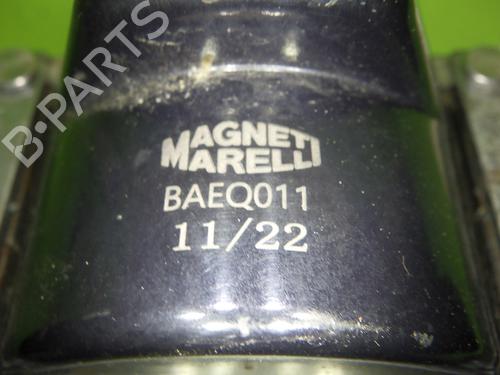 B-PARTS
MAGNETI
MARELLI
BAEQ011
11/22